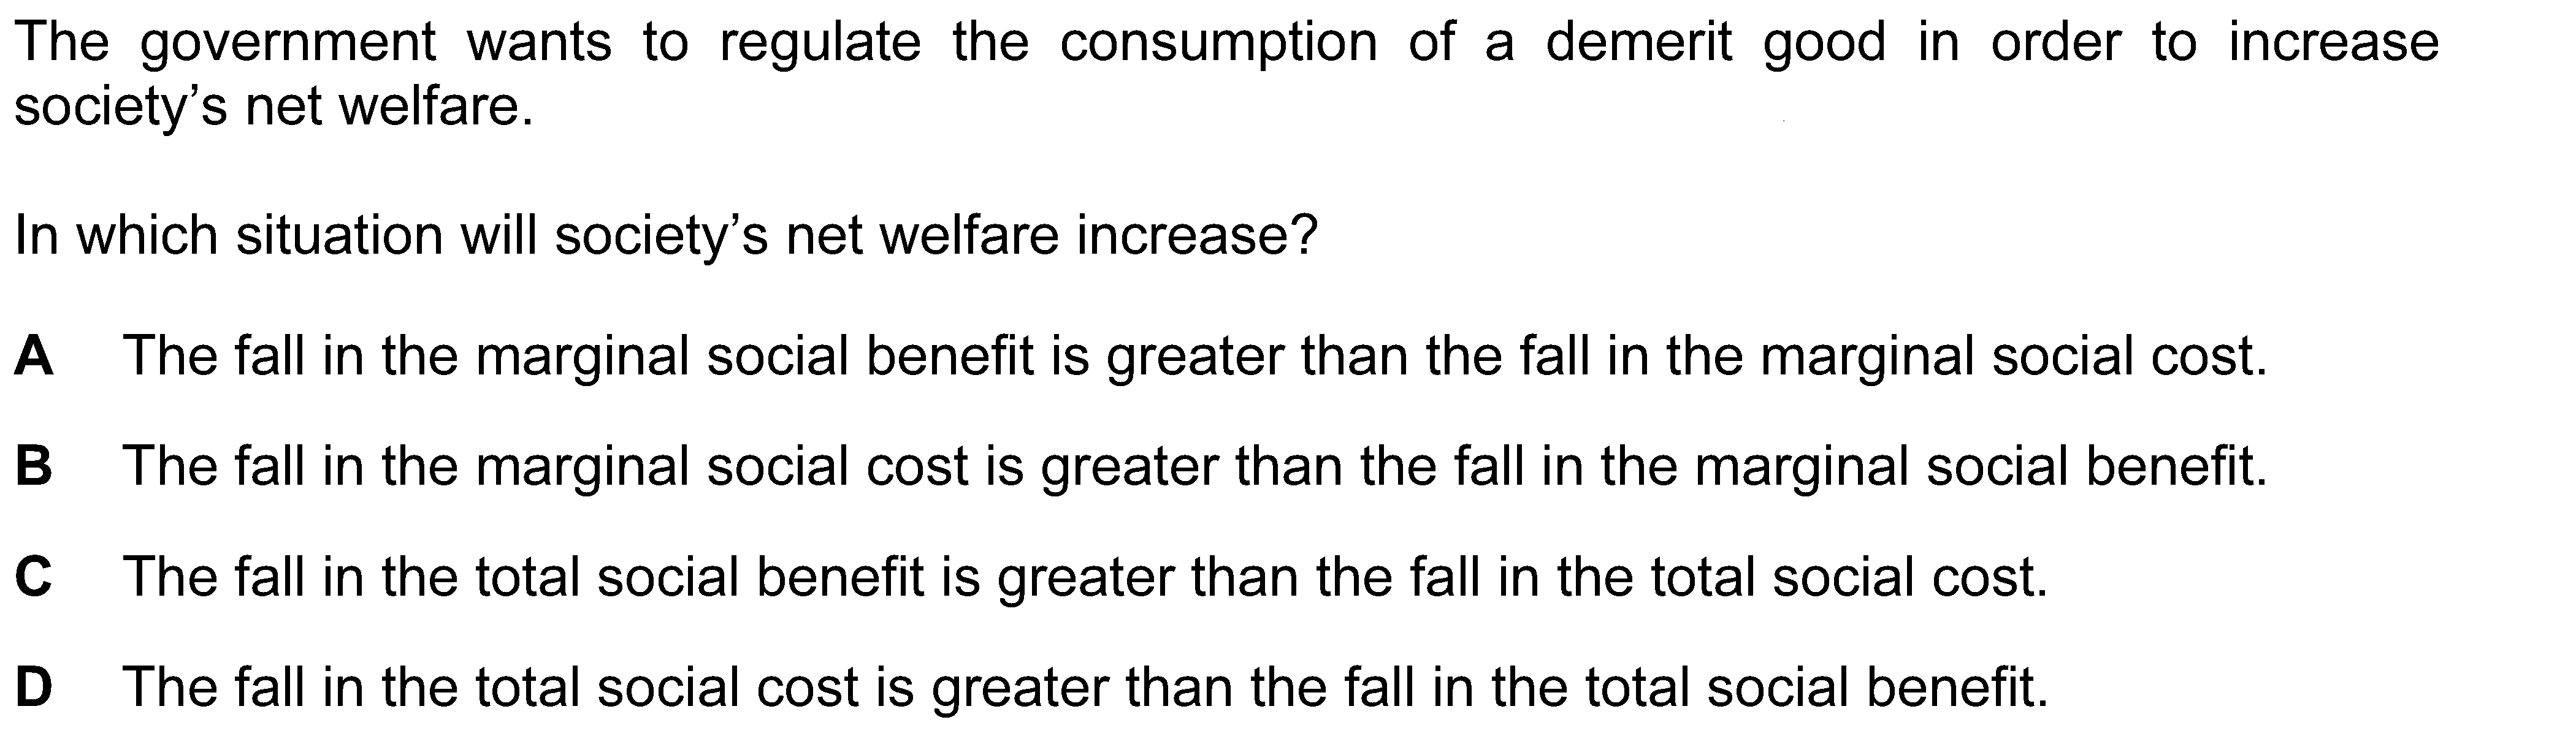 The government wants to regulate the consumption of a demerit good in order to increase
society’s net welfare.
In which situation will society’s net welfare increase?
A The fall in the marginal social benefit is greater than the fall in the marginal social cost.
B The fall in the marginal social cost is greater than the fall in the marginal social benefit.
C The fall in the total social benefit is greater than the fall in the total social cost.
D The fall in the total social cost is greater than the fall in the total social benefit.